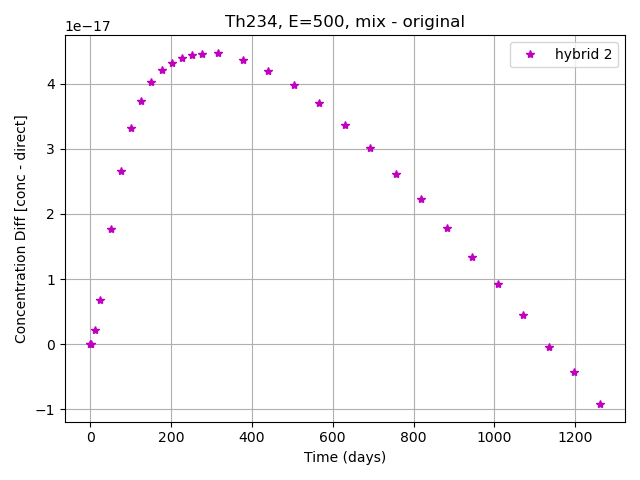 Th234, E=500, mix - original
1e−17
hybrid 2
4
3
2
1
0
−1
Concentration Diff [conc - direct]
0 200 400 600 800 1000 1200
Time (days)